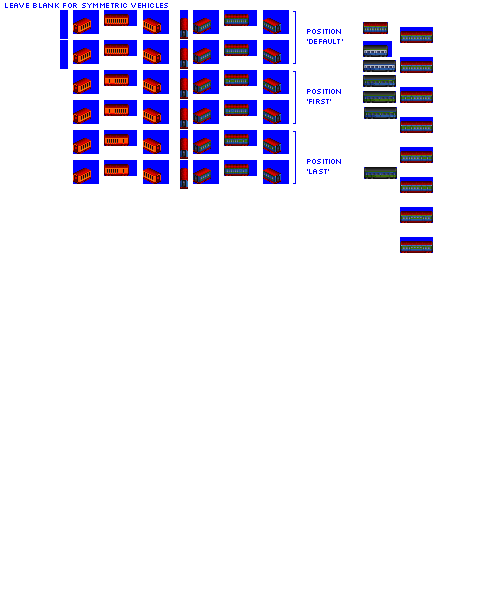 LEAVE BLANK FOR SYMMETRIC VEHICLES
POSITION
'DEFAULT'
POSITION
'FIRST'
POSITION
'LAST'